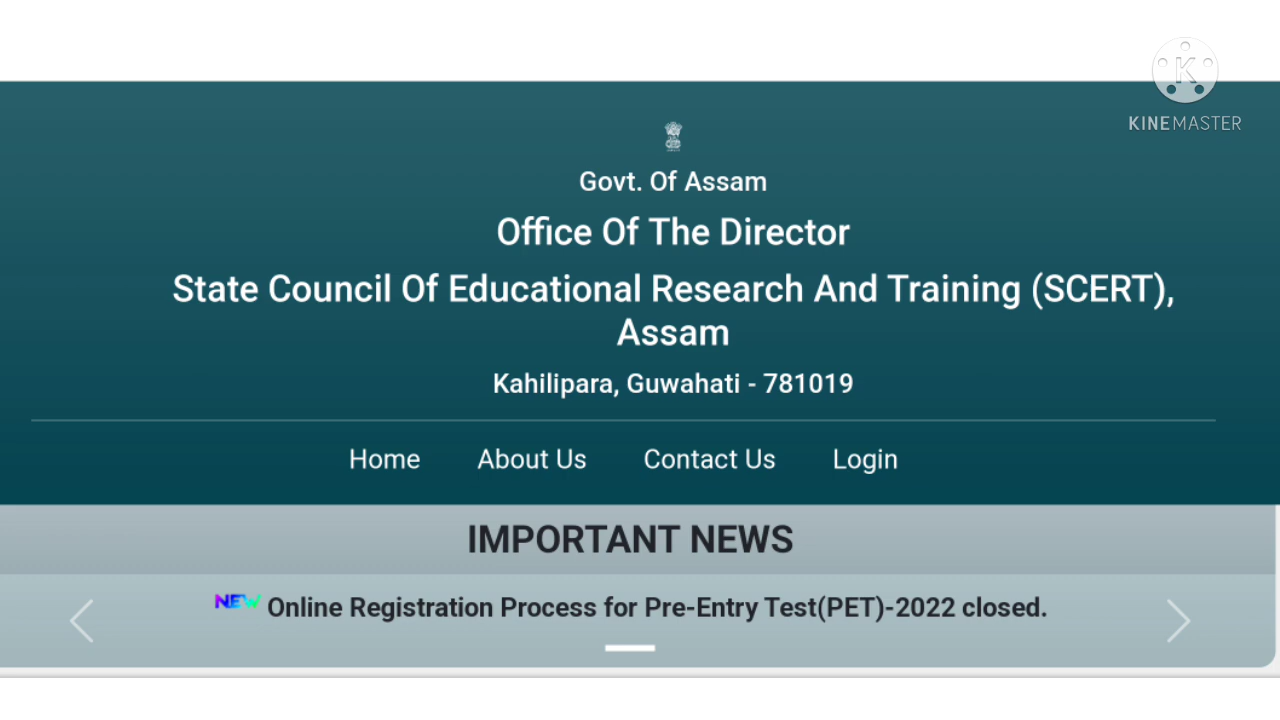 KINEMASTER
Govt. Of Assam
Office Of The Director
State Council Of Educational Research And Training (SCERT),
Assam
Kahilipara, Guwahati - 781019
Home About Us Contact Us Login
IMPORTANT NEWS
NEW Online Registration Process for Pre-Entry Test(PET)-2022 closed.